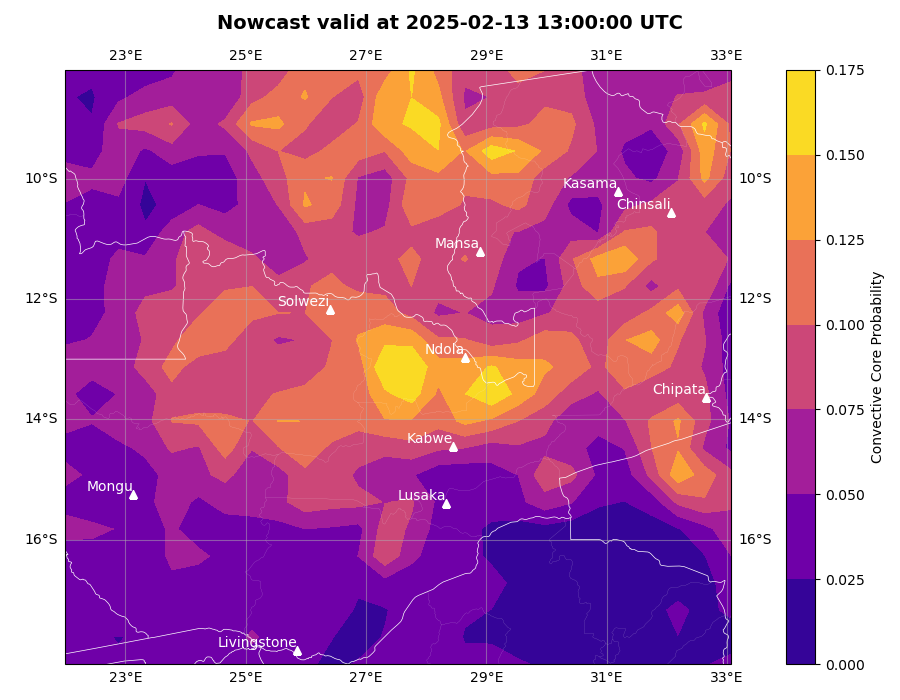 Nowcast valid at 2025-02-13 13:00:00 UTC
23°E 25°E 27°E 29°E 31°E 33°E
0.175
0.150
10°S Kasama 10°S
Chinsali
0.125
Mansa
12°S Solwezi 12°S
0.100
Ndola
Chipata
14°S 14°S
0.075
Kabwe
Mongu Lusaka
0.050
16°S 16°S
0.025
Livingstone
0.000
23°E 25°E 27°E 29°E 31°E 33°E
Convective Core Probability